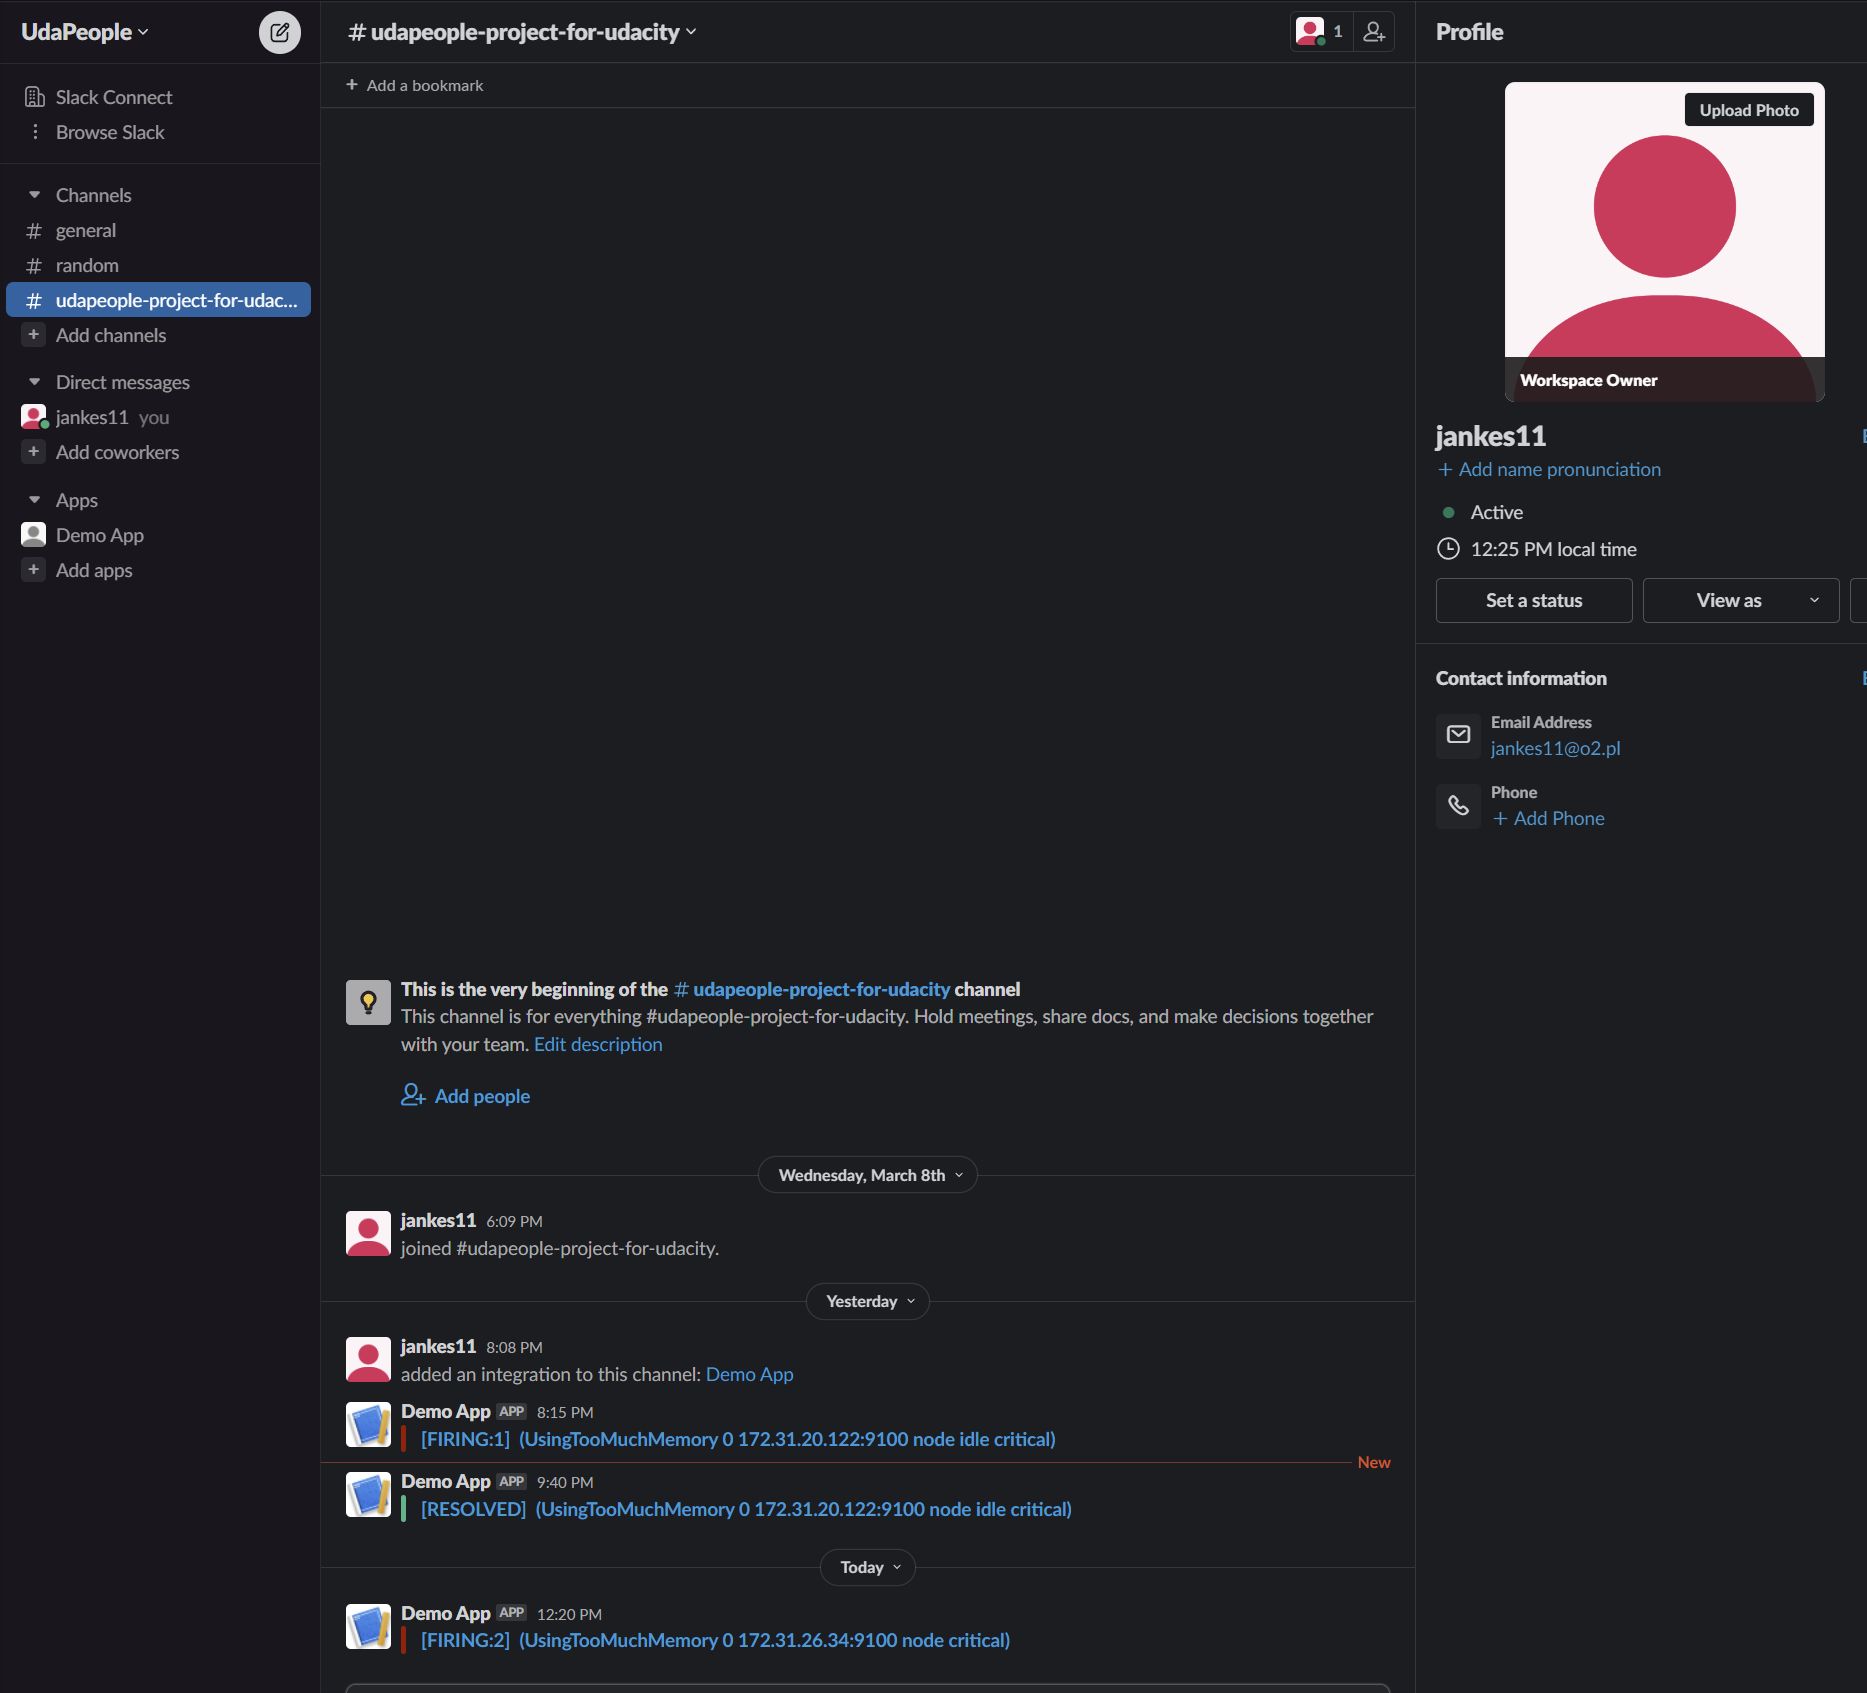 UdaPeople
Slack Connect
Browse Slack
Channels
# general
# random
# udapeople-project-for-udac...
+ Add channels
Direct messages
jankes11 you
+ Add coworkers
Apps
Demo App
+ Add apps
# udapeople-project-for-udacity
1
+ Add a bookmark
This is the very beginning of the # udapeople-project-for-udacity channel
This channel is for everything #udapeople-project-for-udacity. Hold meetings, share docs, and make decisions together
with your team. Edit description
Add people
Wednesday, March 8th
jankes11 6:09 PM
joined #udapeople-project-for-udacity.
Yesterday
jankes11 8:08 PM
added an integration to this channel: Demo App
Demo App APP 8:15 PM
[FIRING:1] (UsingTooMuchMemory 0 172.31.20.122:9100 node idle critical)
New
Demo App APP 9:40 PM
[RESOLVED] (UsingTooMuchMemory 0 172.31.20.122:9100 node idle critical)
Today
Demo App APP 12:20 PM
[FIRING:2] (UsingTooMuchMemory 0 172.31.26.34:9100 node critical)
Profile
Upload Photo
Workspace Owner
jankes11
+ Add name pronunciation
Active
12:25 PM local time
Set a status
View as
Contact information
Email Address
jankes11@o2.pl
Phone
+ Add Phone